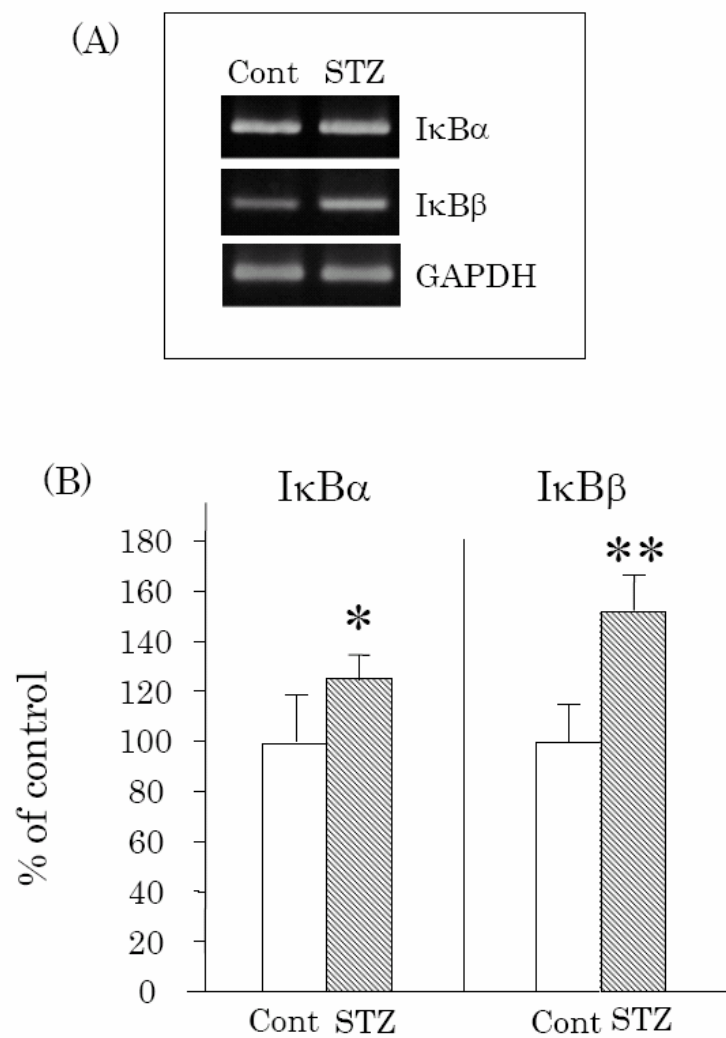 (A)
Cont STZ
IκBα
IκBβ
GAPDH
(B)
IκBα IκBβ
% of control
180
160
140
120
100
80
60
40
20
0
*
**
Cont STZ Cont STZ